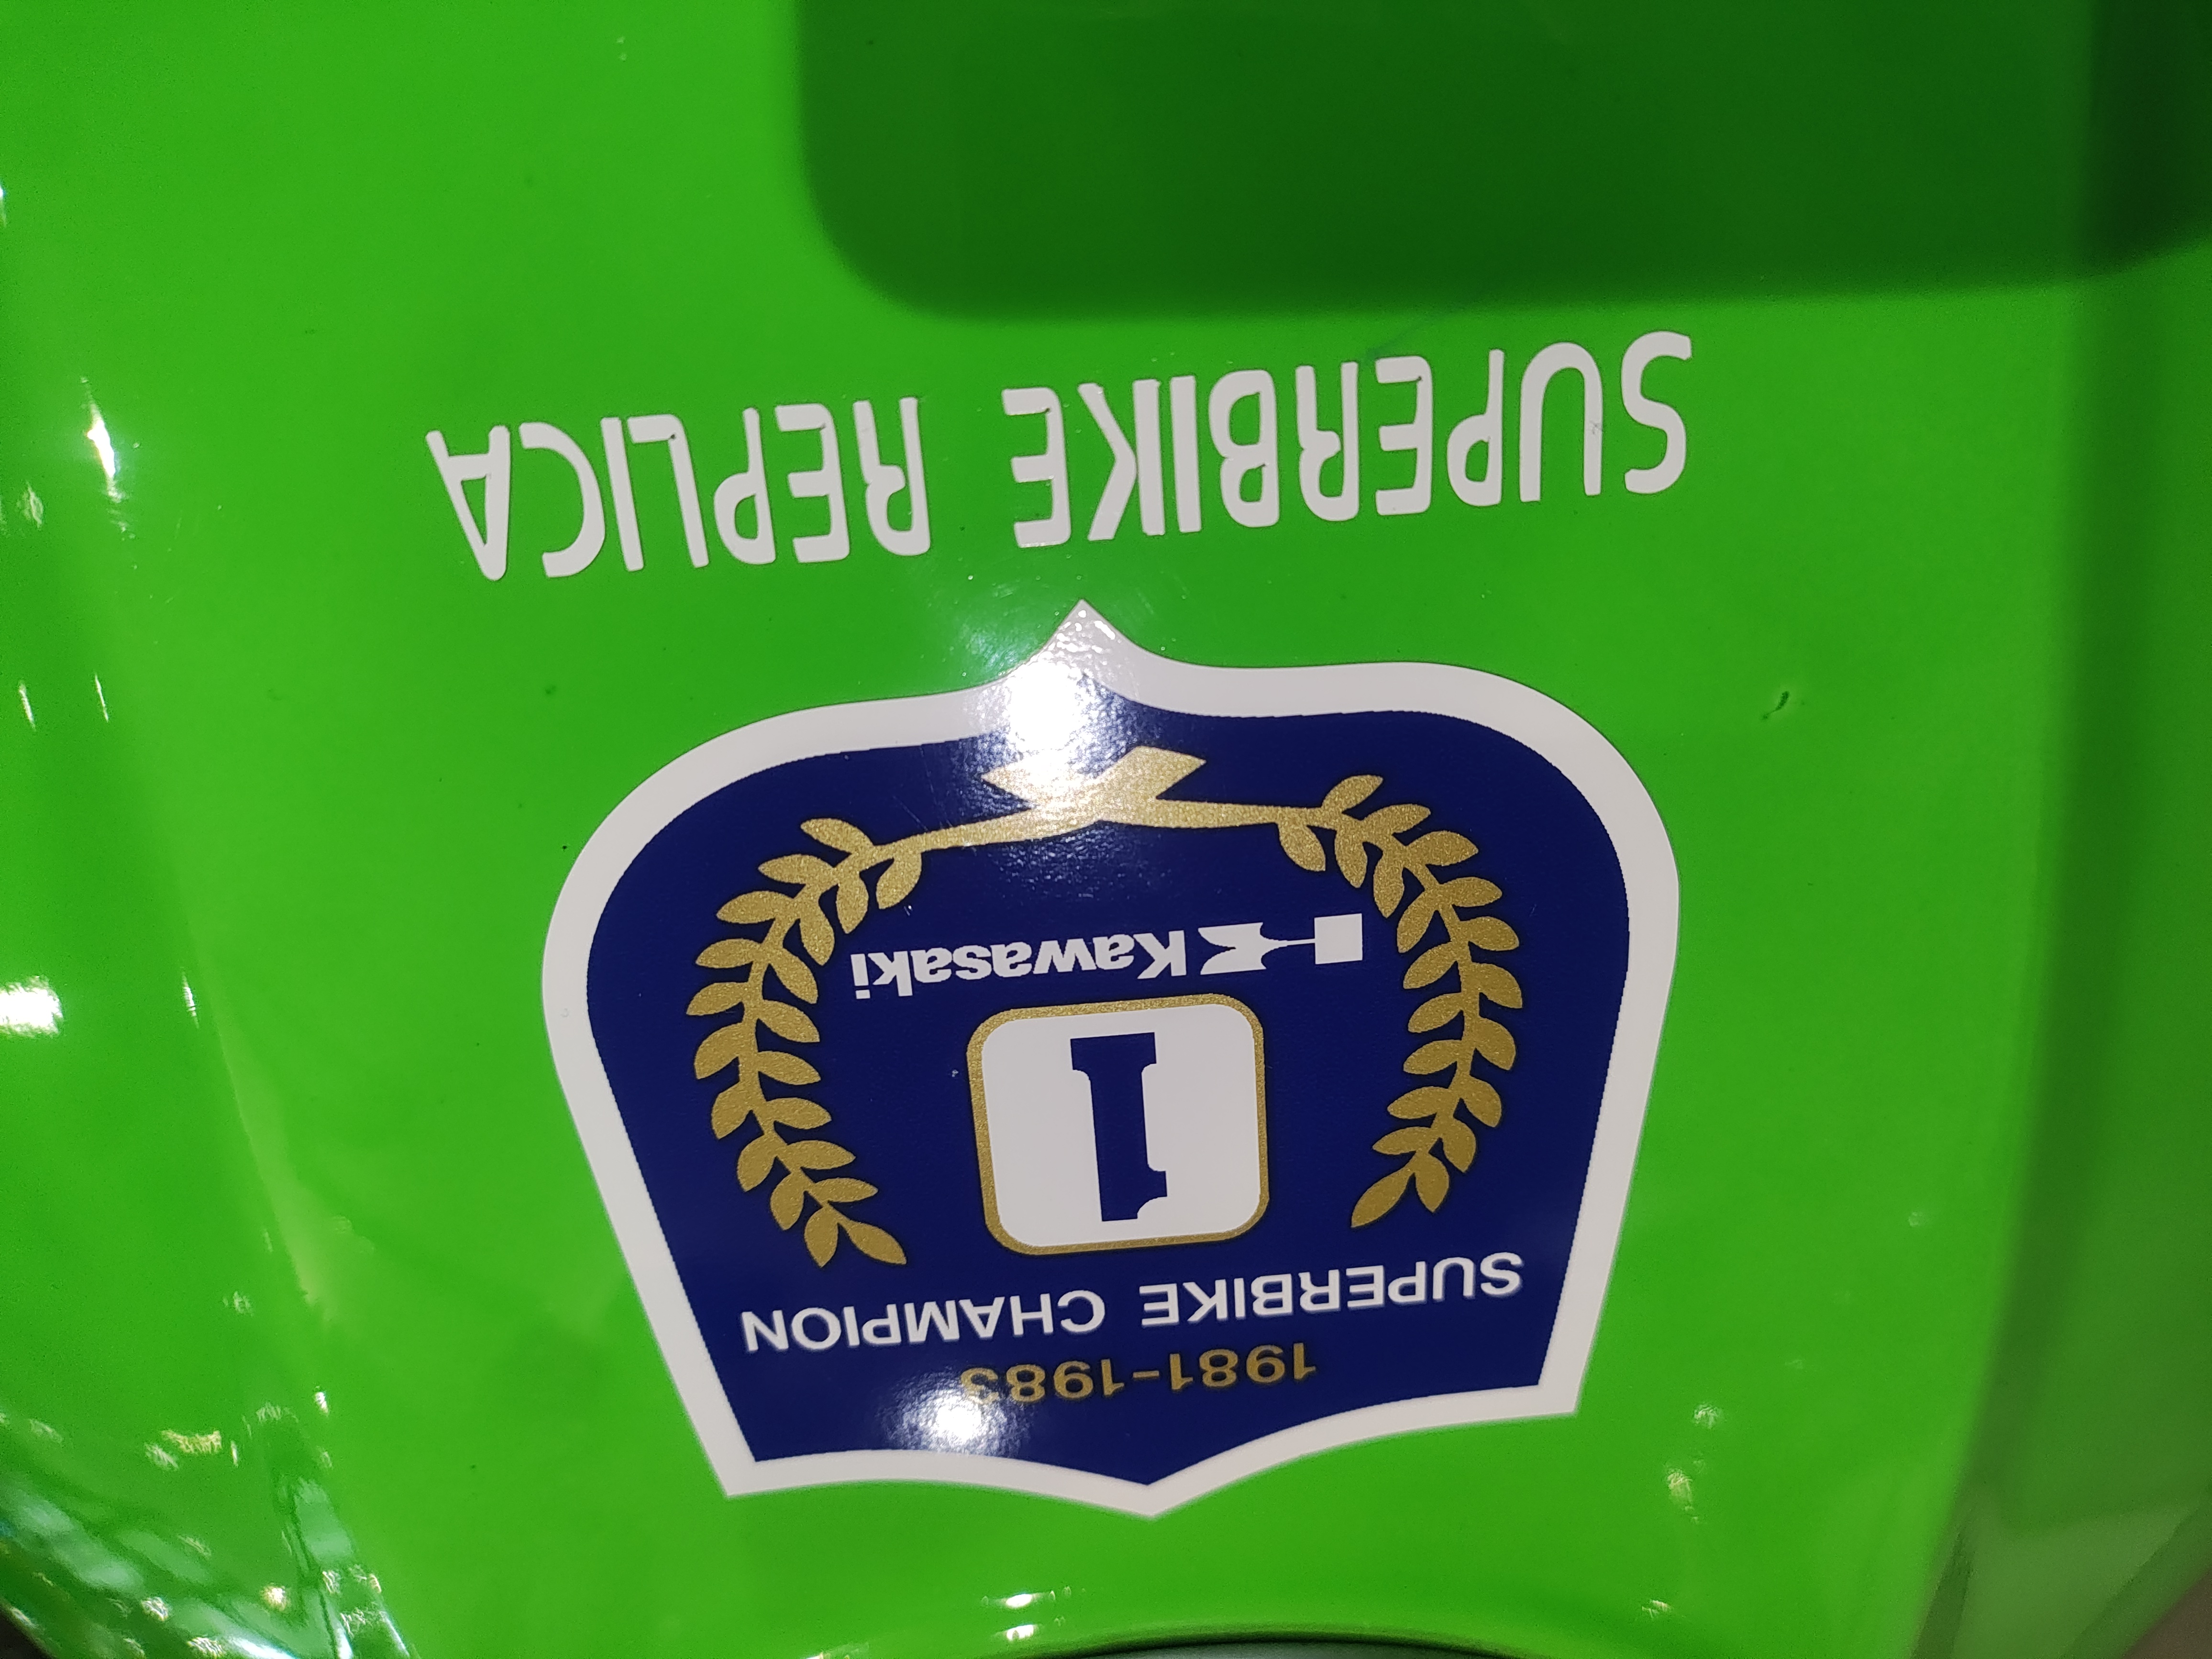 1981-1983
SUPERBIKE CHAMPION
1
Kawasaki
SUPERBIKE REPLICA